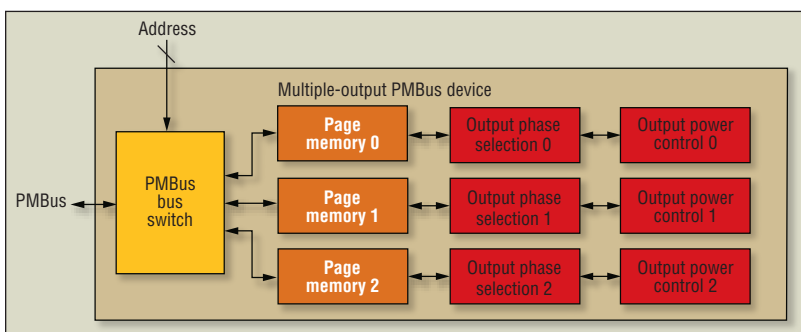 Address
Multiple-output PMBus device
PMBus
PMBus
bus
switch
Page
memory 0
Output phase
selection 0
Output power
control 0
Page
memory 1
Output phase
selection 1
Output power
control 1
Page
memory 2
Output phase
selection 2
Output power
control 2